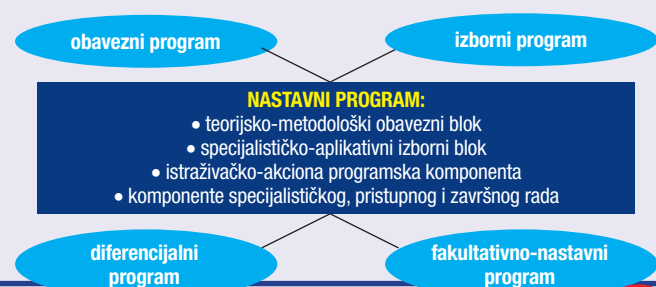 obavezni program
izborni program
NASTAVNI PROGRAM:
• teorijsko-metodološki obavezni blok
• specijalističko-aplikativni izborni blok
• istraživačko-akciona programska komponenta
• komponente specijalističkog, pristupnog i završnog rada
diferencijalni
program
fakultativno-nastavni
program